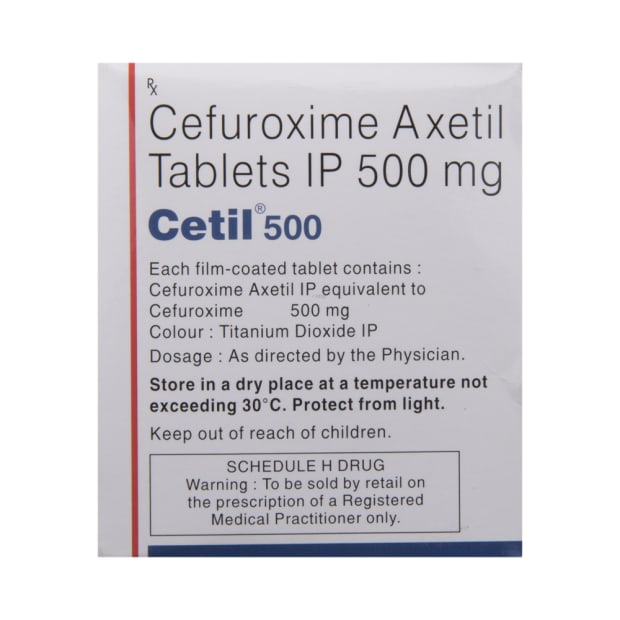 Rx
Cefuroxime Axetil
Tablets IP 500 mg
Cetil® 500
Each film-coated tablet contains :
Cefuroxime Axetil IP equivalent to
Cefuroxime 500 mg
Colour : Titanium Dioxide IP
Dosage : As directed by the Physician.
Store in a dry place at a temperature not
exceeding 30°C. Protect from light.
Keep out of reach of children.
SCHEDULE H DRUG
Warning : To be sold by retail on
the prescription of a Registered
Medical Practitioner only.